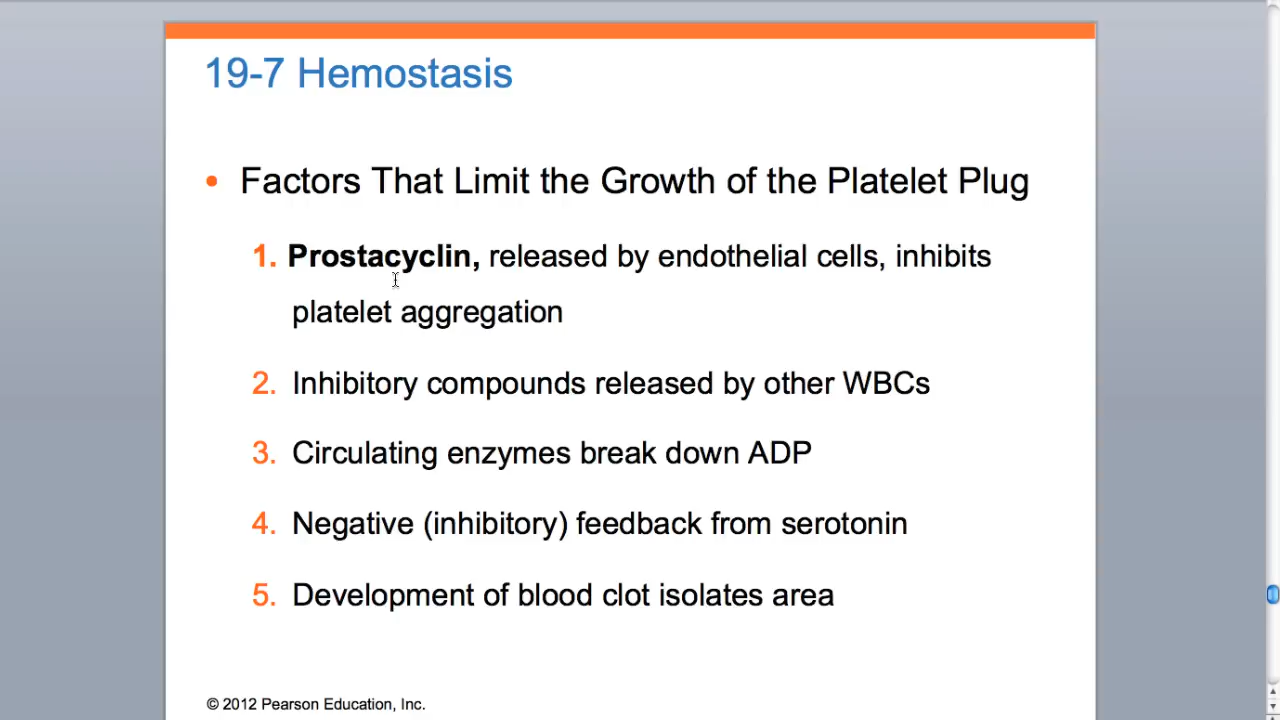 19-7 Hemostasis
• Factors That Limit the Growth of the Platelet Plug
1. Prostacyclin, released by endothelial cells, inhibits
platelet aggregation
2. Inhibitory compounds released by other WBCs
3. Circulating enzymes break down ADP
4. Negative (inhibitory) feedback from serotonin
5. Development of blood clot isolates area
© 2012 Pearson Education, Inc.